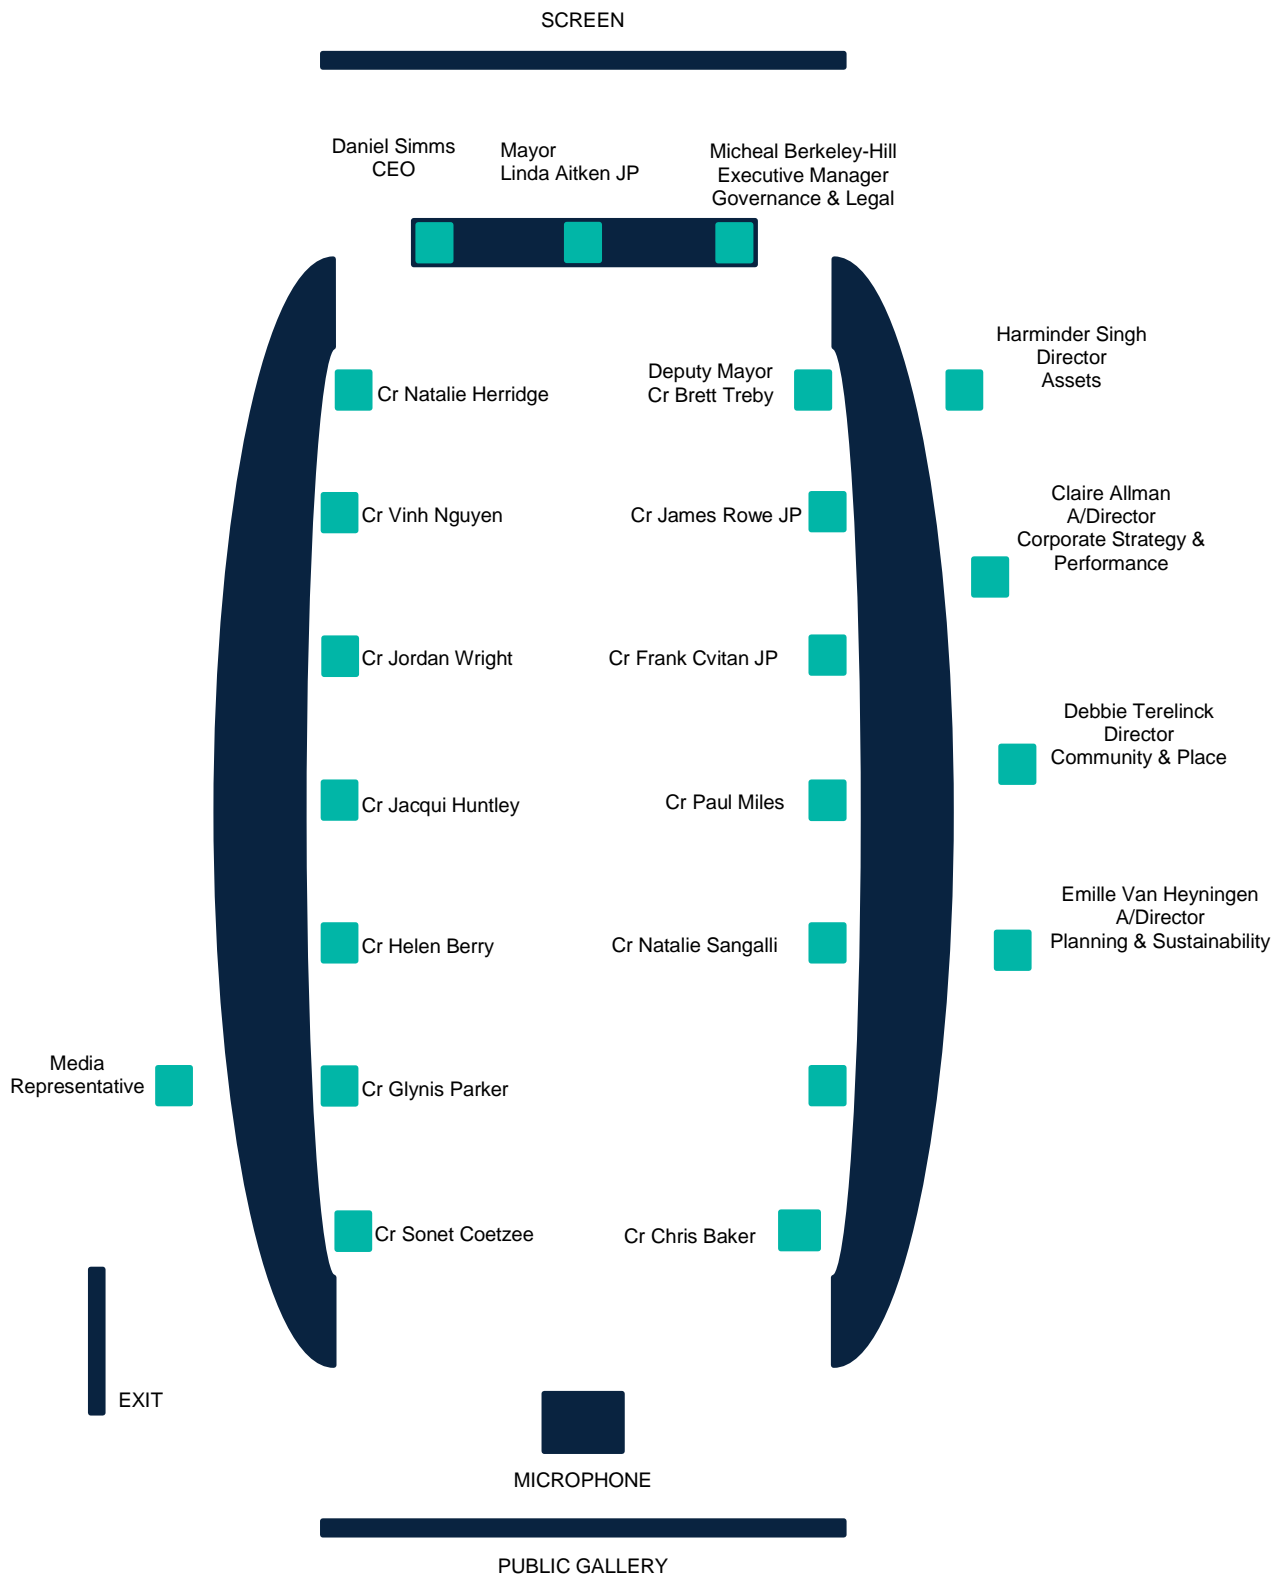 SCREEN
Daniel Simms
CEO
Mayor
Linda Aitken JP
Micheal Berkeley-Hill
Executive Manager
Governance & Legal
Harminder Singh
Director
Assets
Cr Natalie Herridge
Deputy Mayor
Cr Brett Treby
Claire Allman
A/Director
Corporate Strategy &
Performance
Cr Vinh Nguyen
Cr James Rowe JP
Cr Jordan Wright
Cr Frank Cvitan JP
Debbie Terelinck
Director
Community & Place
Cr Jacqui Huntley
Cr Paul Miles
Emille Van Heyningen
A/Director
Planning & Sustainability
Cr Helen Berry
Cr Natalie Sangalli
Media
Representative
Cr Glynis Parker
Cr Sonet Coetzee
Cr Chris Baker
EXIT
MICROPHONE
PUBLIC GALLERY